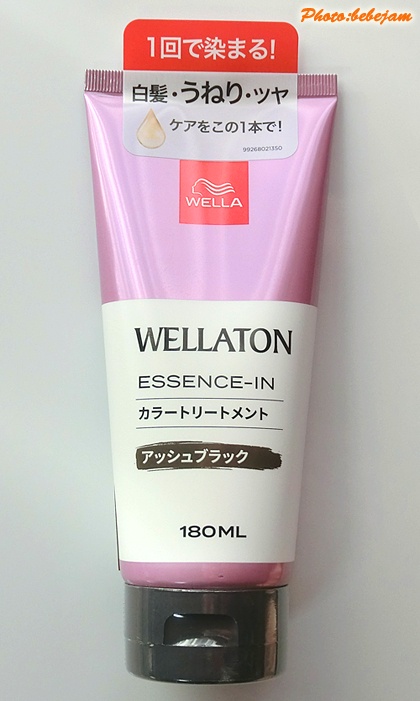 Photo:bebejam
1回で染まる!
白髪・うねり・ツヤ
ケアをこの1本で!
99268021350
WELLA
WELLATON
ESSENCE-IN
カラートリートメント
アッシュブラック
180ML